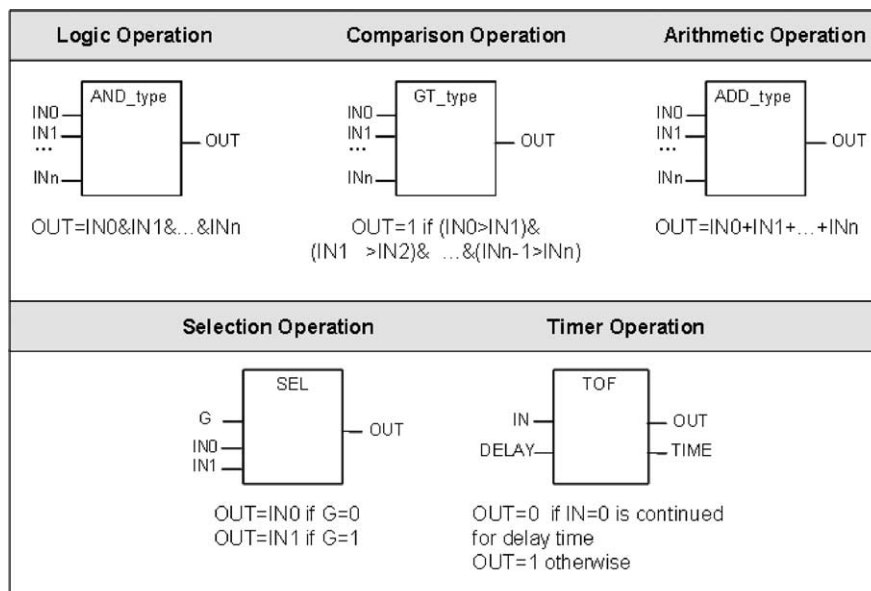 Logic Operation
Comparison Operation
Arithmetic Operation
AND_type
IN0
IN1
...
INn
OUT
OUT=IN0&IN1&...&INn
GT_type
IN0
IN1
...
INn
OUT
OUT=1 if (IN0>IN1)&
(IN1 >IN2)& ...&(INn-1>INn)
ADD_type
IN0
IN1
...
INn
OUT
OUT=IN0+IN1+...+INn
Selection Operation
Timer Operation
SEL
G
IN0
IN1
OUT
OUT=IN0 if G=0
OUT=IN1 if G=1
TOF
IN
DELAY
OUT
TIME
OUT=0 if IN=0 is continued
for delay time
OUT=1 otherwise